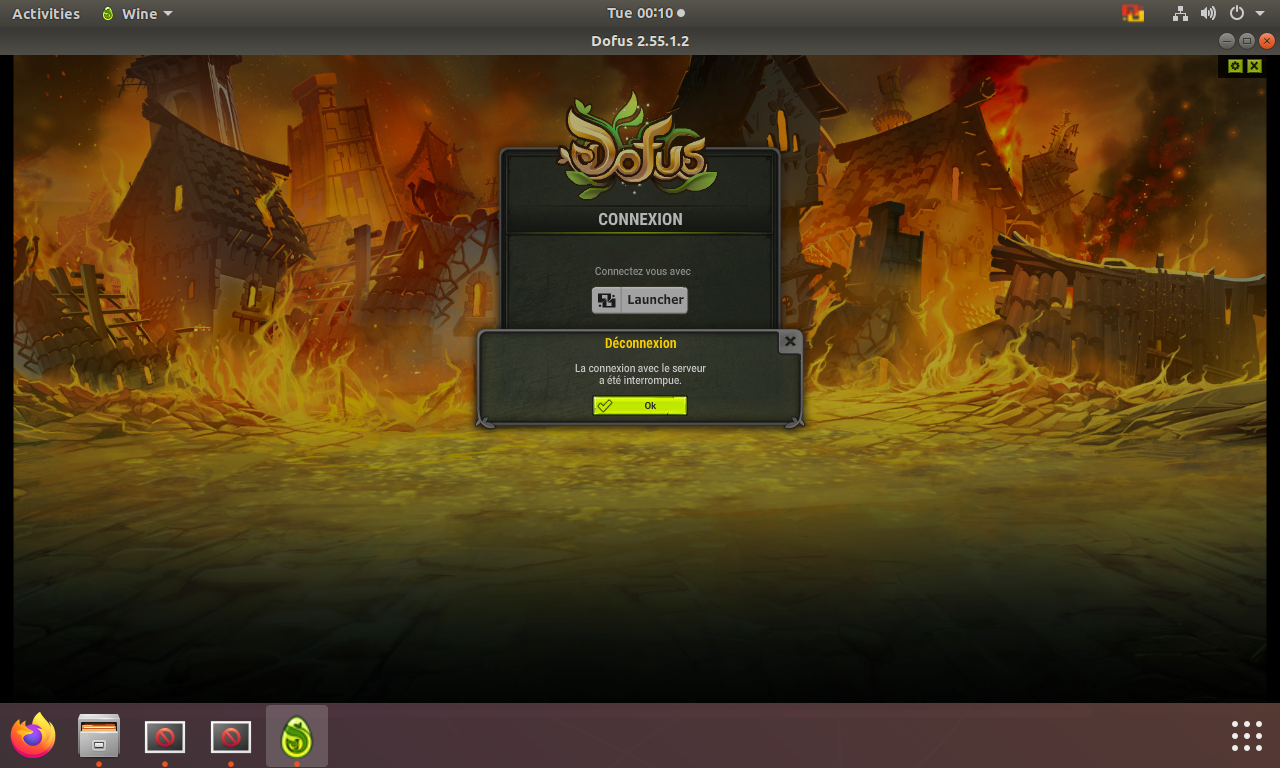 Activities
Wine
Tue 00:10
Dofus 2.55.1.2
Dofus
CONNEXION
Connectez vous avec
Launcher
Déconnexion
La connexion avec le serveur
a été interrompue.
Ok